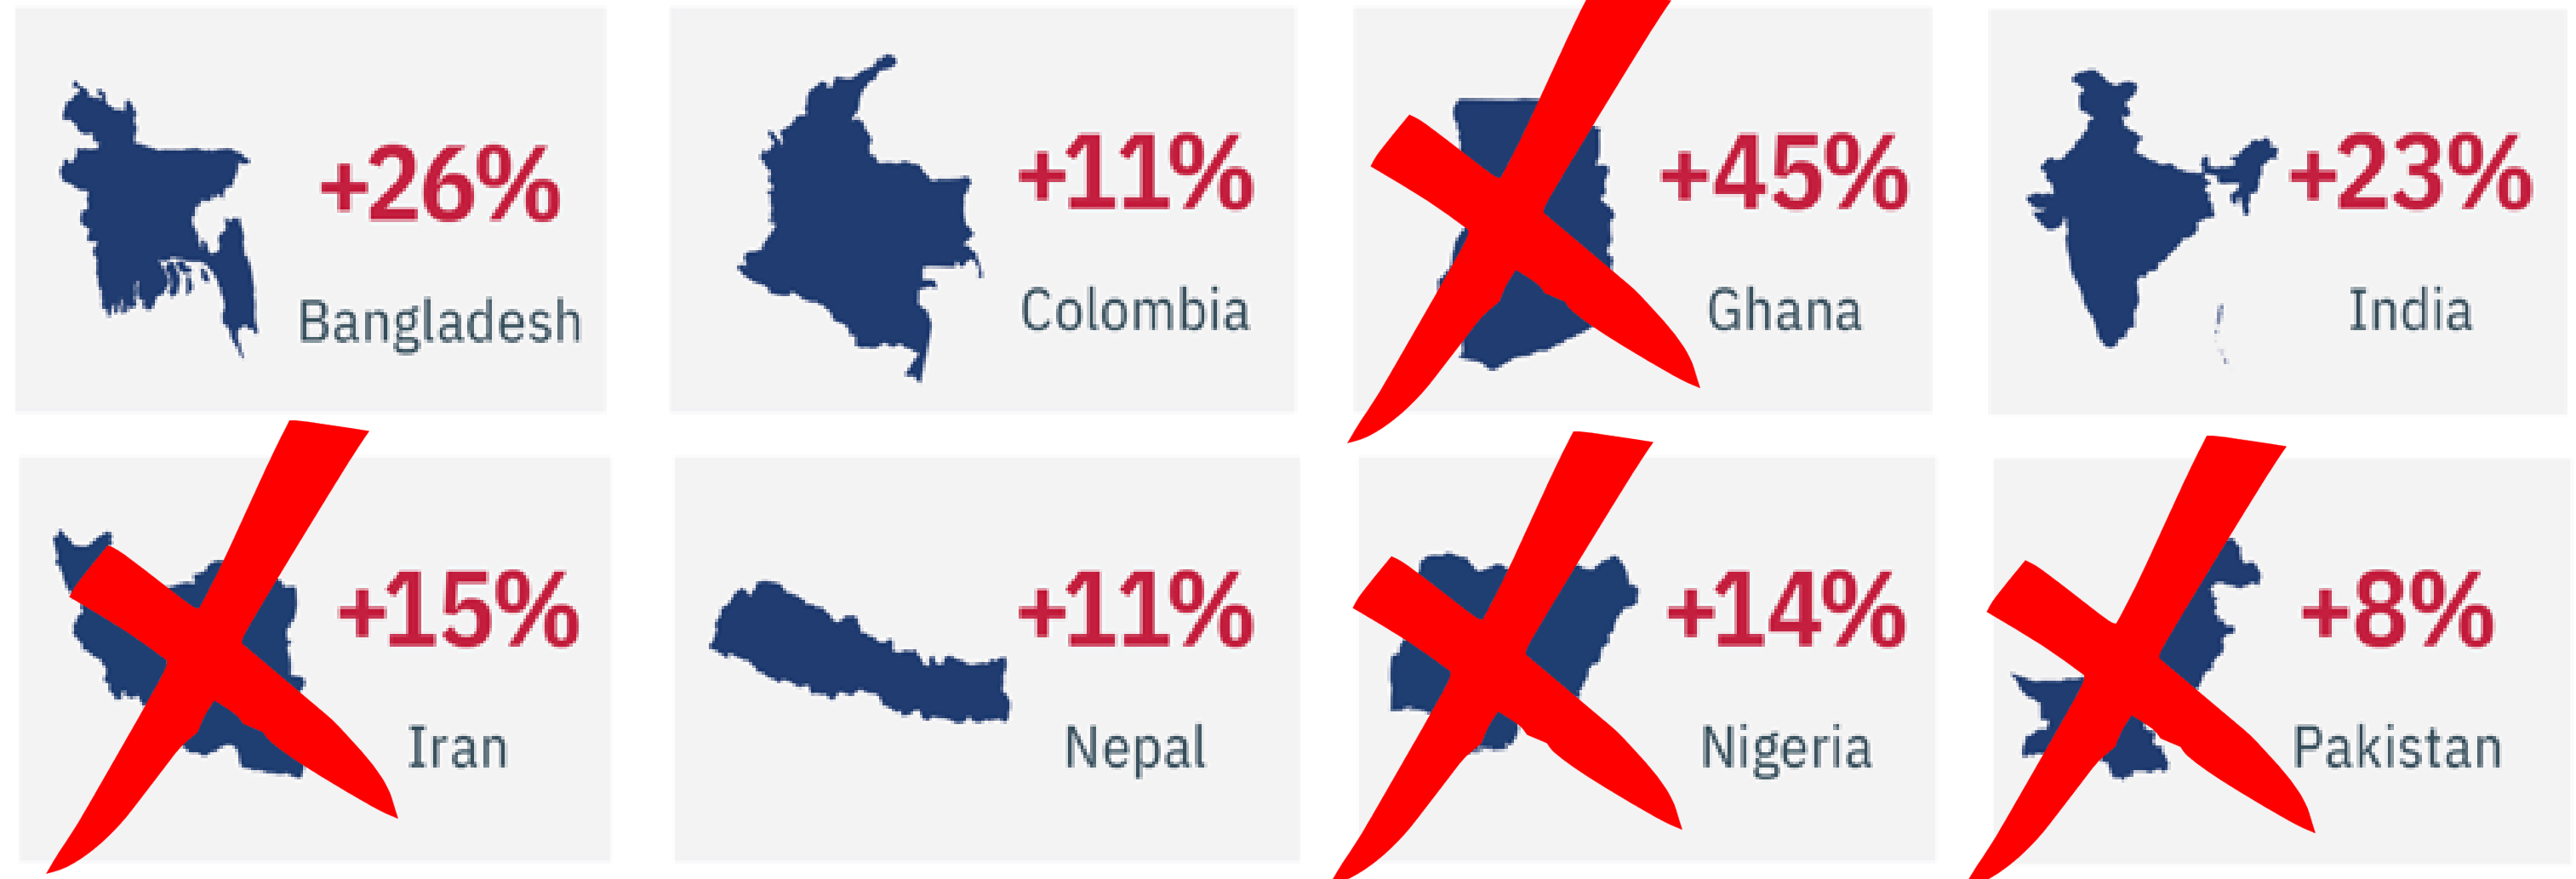 +26%
Bangladesh
+11%
Colombia
+45%
Ghana
+23%
India
+15%
Iran
+11%
Nepal
+14%
Nigeria
+8%
Pakistan